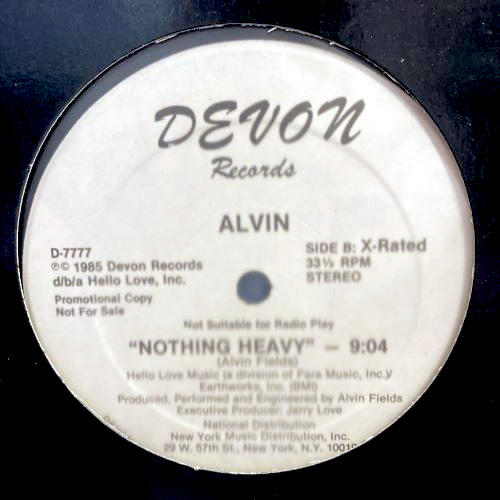 DEVON
Records
ALVIN
D-7777
℗© 1985 Devon Records
d/b/a Hello Love, Inc.
Promotional Copy
Not For Sale
SIDE B: X-Rated
33⅓ RPM
STEREO
Not Suitable for Radio Play
"NOTHING HEAVY" — 9:04
(Alvin Fields)
Hello Love Music (a division of Fara Music, Inc.)/
Earthworks, Inc. (BMI)
Produced, Performed and Engineered by Alvin Fields
Executive Producer: Jerry Love
National Distribution
New York Music Distribution, Inc.
29 W. 57th St., New York, N.Y. 10019